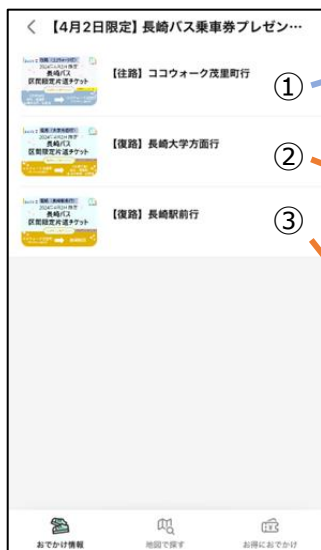 【4月2日限定】長崎バス乗車券プレゼン…
【往路】ココウォーク茂里町行
①
長崎バス
区間限定片道チケット
【復路】長崎大学方面行
②
長崎バス
区間限定片道チケット
【復路】長崎駅前行
③
長崎バス
区間限定片道チケット
おでかけ情報
地図で探す
お得におでかけ